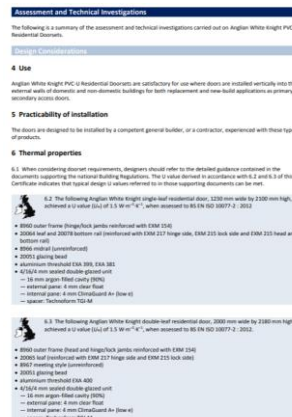 Assessment and Technical Investigations
The following is a summary of the assessment and technical investigations carried out on Anglian White-Knight PVC-
Residential Doorsets.
Design Considerations
4 Use
Anglian White Knight PVC-U Residential Doorsets are satisfactory for use where doors are installed vertically into th
external walls of domestic and non-domestic buildings for both replacement and new-build applications as primary
secondary access doors.
5 Practicability of installation
The doors are designed to be installed by a competent general builder, or a contractor, experienced with these typ
of products.
6 Thermal properties
6.1 When considering doorset requirements, designers should refer to the detailed guidance contained in the
documents supporting the national Building Regulations. The U value derived in accordance with 6.2 and 6.3 of this
Certificate indicates that typical design U values referred to in those supporting documents can be met.
6.2 The following Anglian White Knight single-leaf residential door, 1230 mm wide by 2100 mm high,
achieved a U value (U₀) of 1.5 W·m⁻²·K⁻¹, when assessed to BS EN ISO 10077-2 : 2012
• 8960 outer frame (hinge/lock jambs reinforced with EXM 154)
• 20064 leaf and 20078 bottom rail (reinforced with EXM 217 hinge side, EXM 215 lock side and EXM 215 head an
bottom rail)
• 8966 midrail (unreinforced)
• 20051 glazing bead
• aluminium threshold EXA 399, EXA 381
• 4/16/4 mm sealed double-glazed unit
— 16 mm argon-filled cavity (90%)
— external pane: 4 mm clear float
— internal pane: 4 mm ClimaGuard A+ (low e)
— spacer: Technoform TGI-M
6.3 The following Anglian White Knight double-leaf residential door, 2000 mm wide by 2180 mm high
achieved a U value (U₀) of 1.5 W·m⁻²·K⁻¹, when assessed to BS EN ISO 10077-2 : 2012.
• 8960 outer frame (head and hinge/lock jambs reinforced with EXM 154)
• 20065 leaf (reinforced with EXM 217 hinge side and EXM 215 lock side)
• 8967 meeting style (unreinforced)
• 20051 glazing bead
• aluminium threshold EXA 400
• 4/16/4 mm sealed double-glazed unit
— 16 mm argon-filled cavity (90%)
— external pane: 4 mm clear float
— internal pane: 4 mm ClimaGuard A+ (low e)